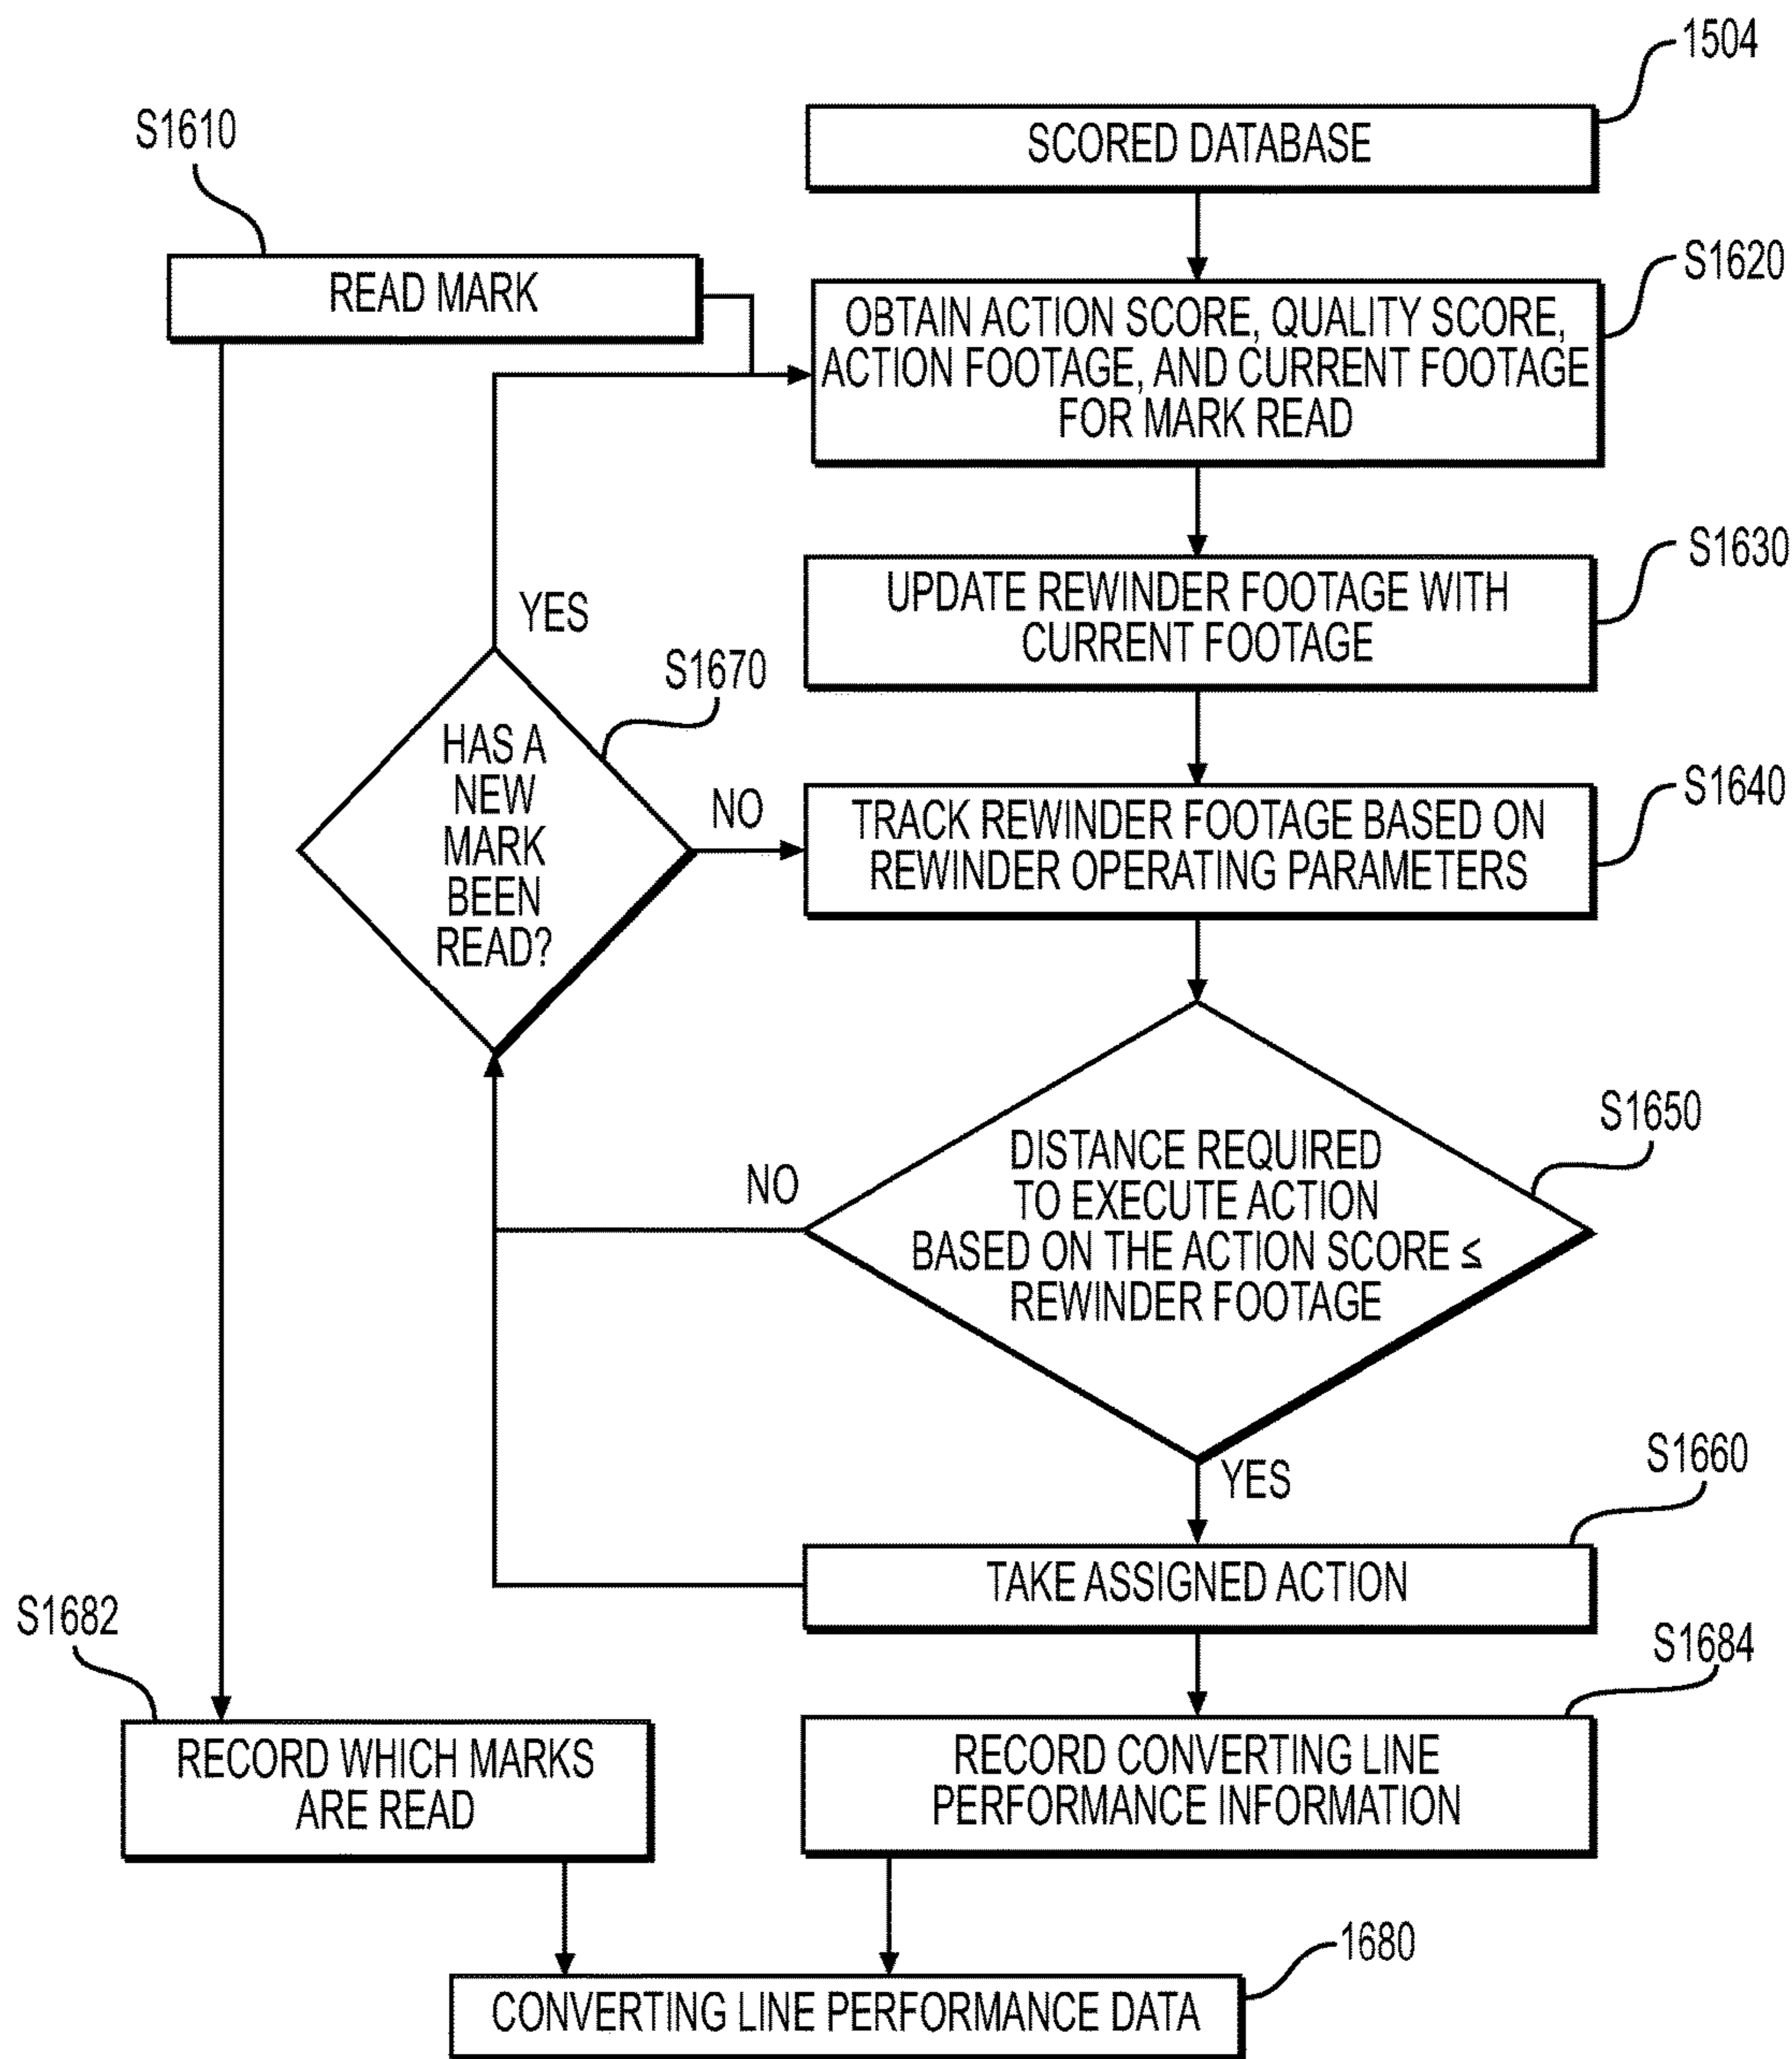 1504
SCORED DATABASE
S1610
READ MARK
S1620
OBTAIN ACTION SCORE, QUALITY SCORE,
ACTION FOOTAGE, AND CURRENT FOOTAGE
FOR MARK READ
S1630
UPDATE REWINDER FOOTAGE WITH
CURRENT FOOTAGE
YES
S1670
HAS A
NEW
MARK
BEEN
READ?
NO
S1640
TRACK REWINDER FOOTAGE BASED ON
REWINDER OPERATING PARAMETERS
S1650
DISTANCE REQUIRED
TO EXECUTE ACTION
BASED ON THE ACTION SCORE ≤
REWINDER FOOTAGE
NO
YES
S1660
TAKE ASSIGNED ACTION
S1682
RECORD WHICH MARKS
ARE READ
S1684
RECORD CONVERTING LINE
PERFORMANCE INFORMATION
1680
CONVERTING LINE PERFORMANCE DATA